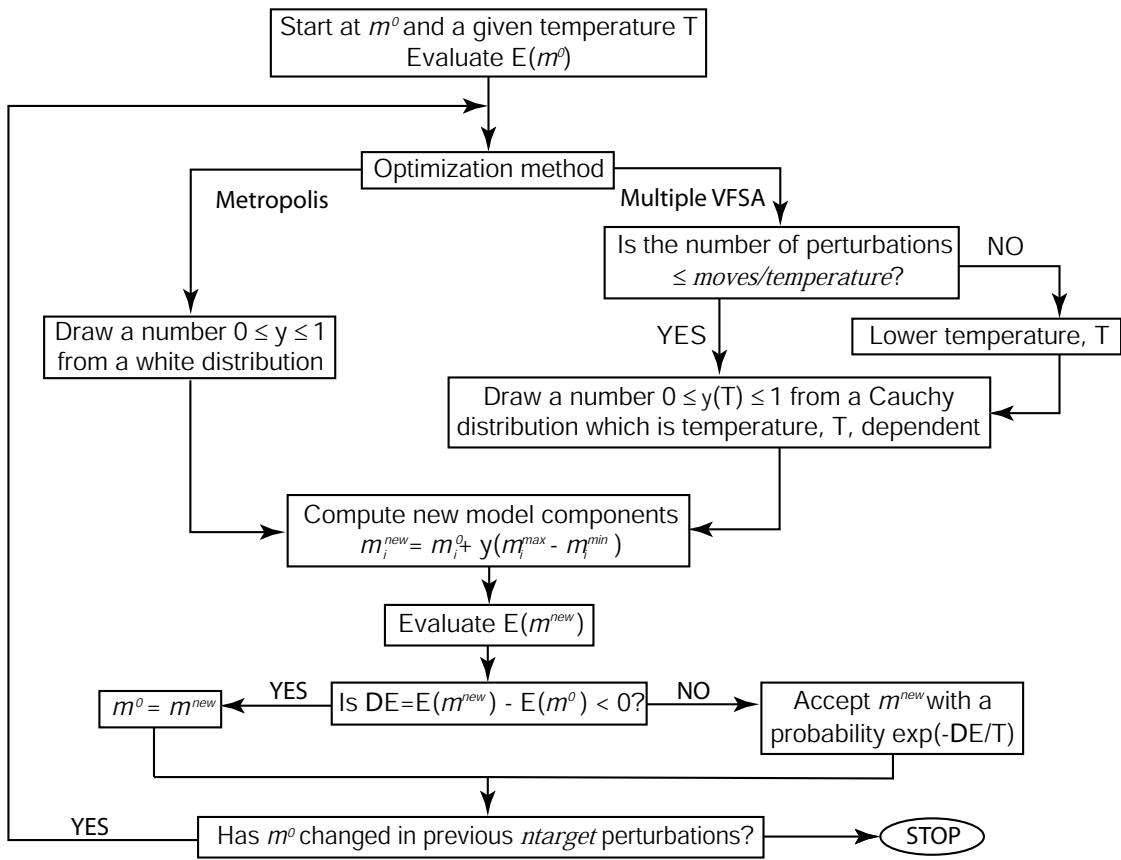 Start at m⁰ and a given temperature T
Evaluate E(m⁰)
Optimization method
Metropolis
Multiple VFSA
Is the number of perturbations
≤ moves/temperature?
NO
YES
Draw a number 0 ≤ y ≤ 1
from a white distribution
Lower temperature, T
Draw a number 0 ≤ y(T) ≤ 1 from a Cauchy
distribution which is temperature, T, dependent
Compute new model components
mᵢⁿᵉʷ = mᵢ⁰ + y(mᵢᵐᵃˣ - mᵢᵐⁱⁿ)
Evaluate E(mⁿᵉʷ)
YES
Is DE=E(mⁿᵉʷ) - E(m⁰) < 0?
NO
m⁰ = mⁿᵉʷ
Accept mⁿᵉʷ with a
probability exp(-DE/T)
YES
Has m⁰ changed in previous ntarget perturbations?
STOP